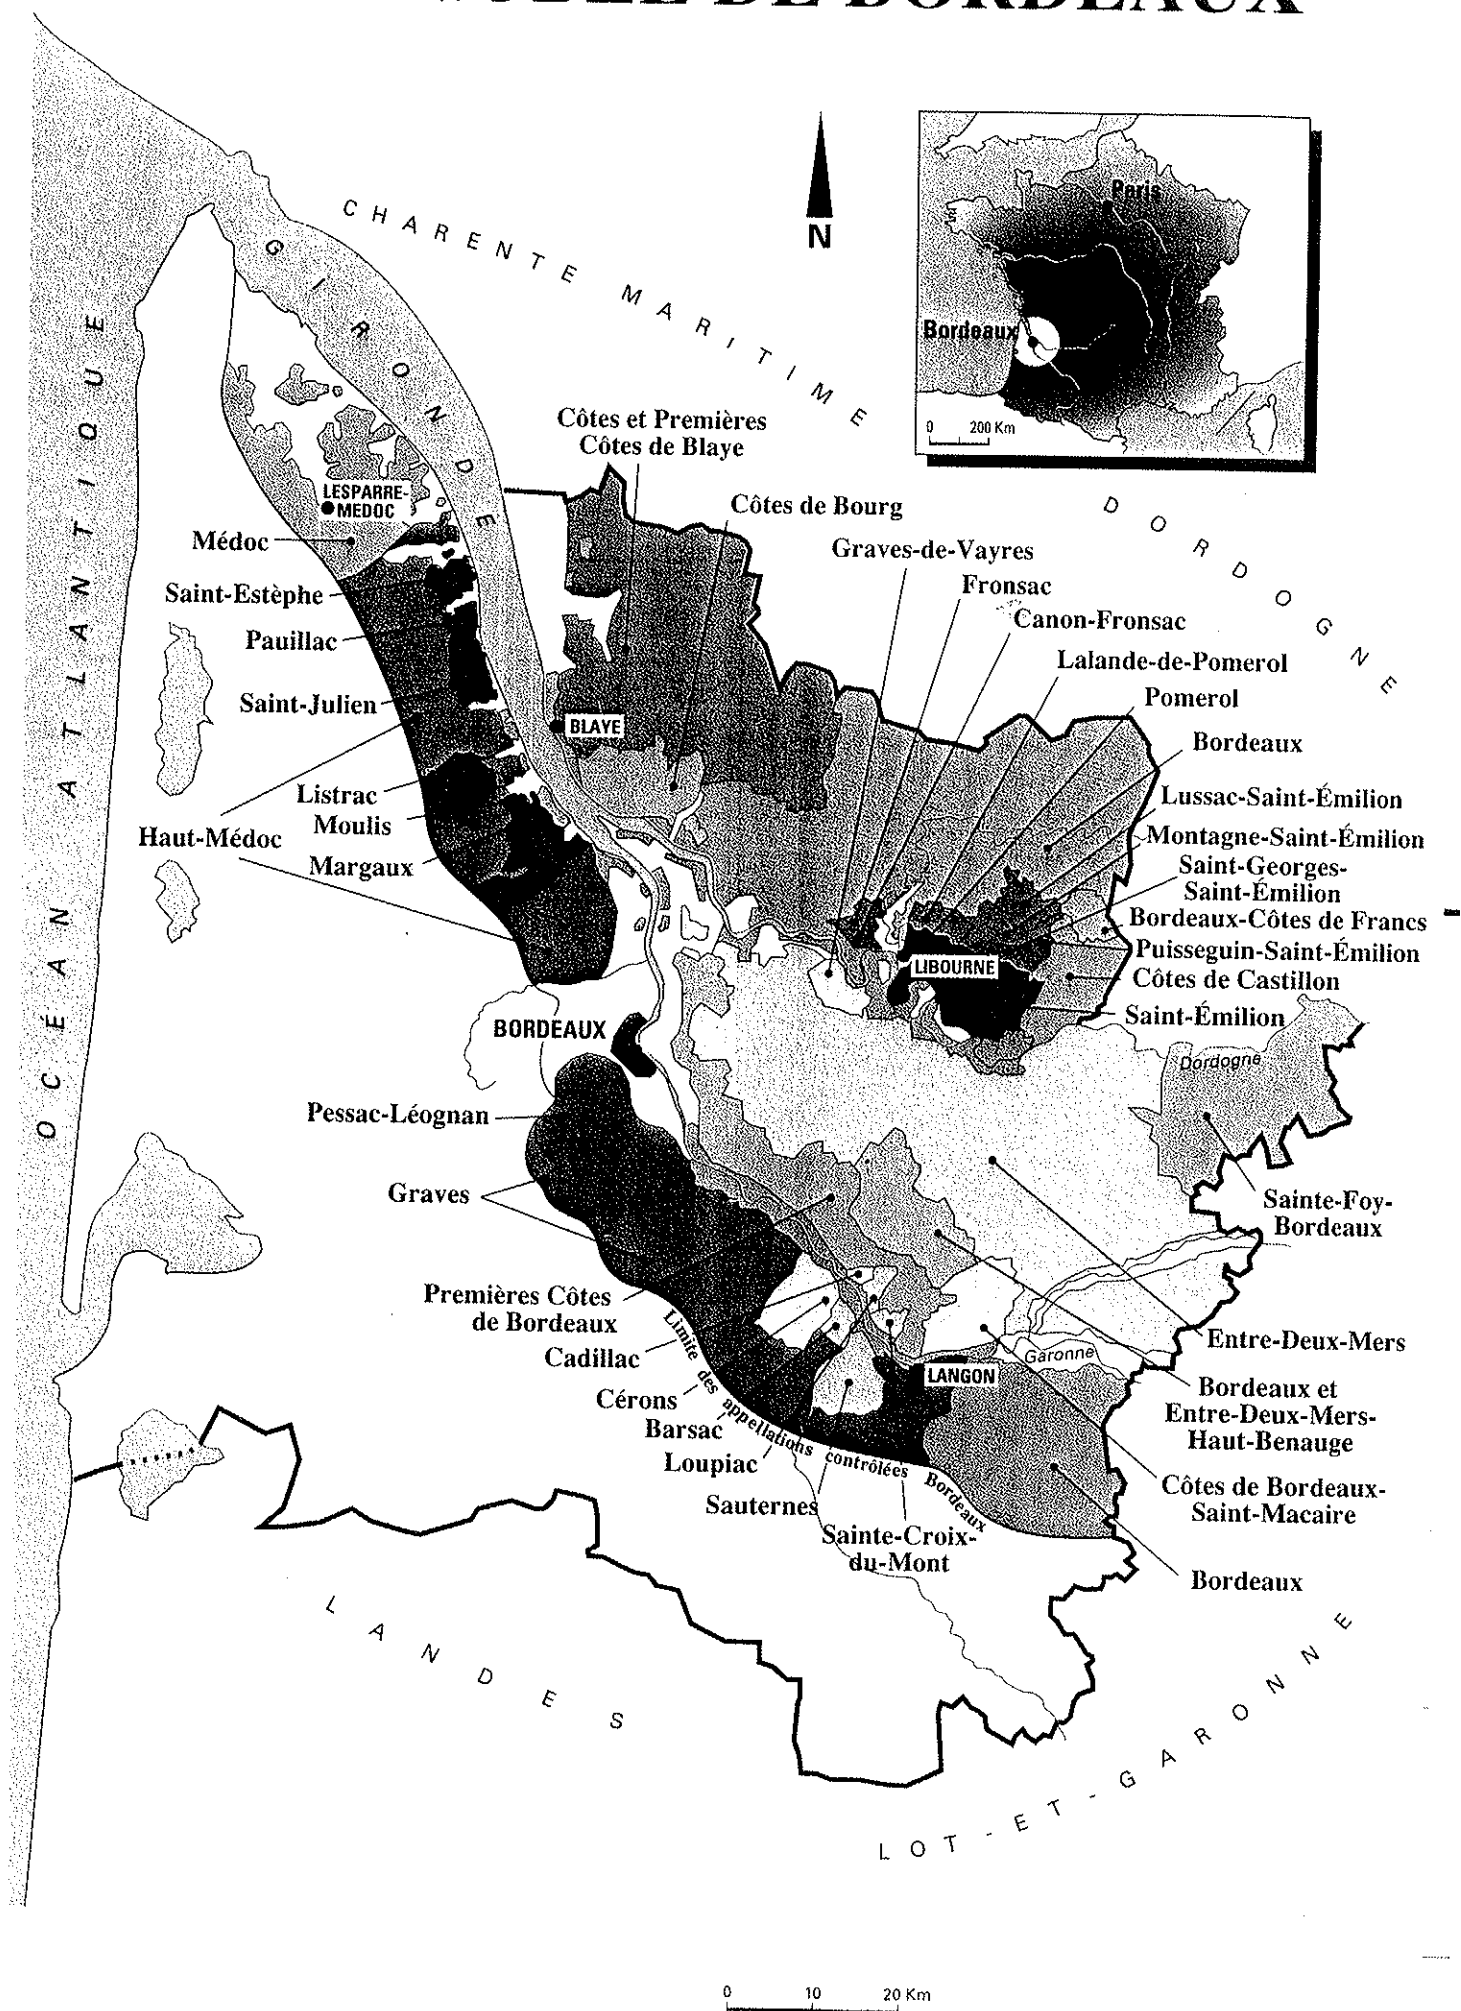 DE BORDEAUX
N
Paris
Bordeaux
0 200 Km
CHARENTE MARITIME
GIRONDE
OCÉAN ATLANTIQUE
DORDOGNE
Côtes et Premières
Côtes de Blaye
Côtes de Bourg
Graves-de-Vayres
Fronsac
Canon-Fronsac
Lalande-de-Pomerol
Pomerol
Bordeaux
Lussac-Saint-Émilion
Montagne-Saint-Émilion
Saint-Georges-
Saint-Émilion
Bordeaux-Côtes de Francs
Puisseguin-Saint-Émilion
Côtes de Castillon
Saint-Émilion
LESPARRE-
MEDOC
Médoc
Saint-Estèphe
Pauillac
Saint-Julien
BLAYE
Listrac
Moulis
Haut-Médoc
Margaux
LIBOURNE
BORDEAUX
Dordogne
Pessac-Léognan
Graves
Sainte-Foy-
Bordeaux
Premières Côtes
de Bordeaux
Cadillac
Cérons
Barsac
Loupiac
Sauternes
Sainte-Croix-
du-Mont
Limite des appellations contrôlées Bordeaux
LANGON
Garonne
Entre-Deux-Mers
Bordeaux et
Entre-Deux-Mers-
Haut-Benauge
Côtes de Bordeaux-
Saint-Macaire
Bordeaux
LANDES
LOT-ET-GARONNE
0 10 20 Km